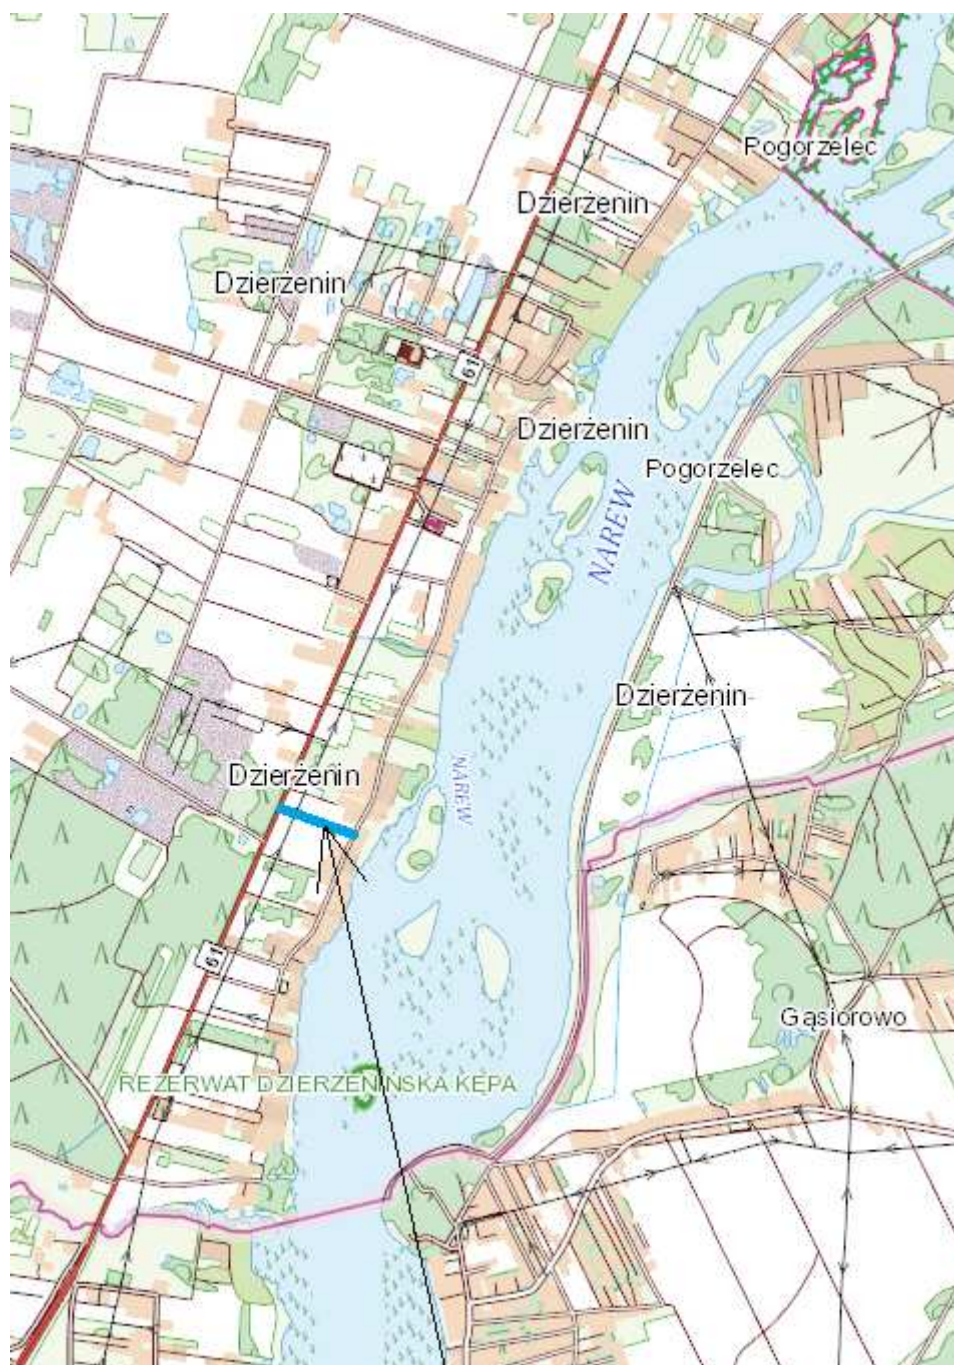 Pogorzelec
Dzierżenin
Dzierżenin
61
Dzierżenin
Pogorzelec
NAREW
Dzierżenin
Dzierżenin
NAREW
61
Gąsiorowo
REZERWAT DZIERŻENIŃSKA KĘPA